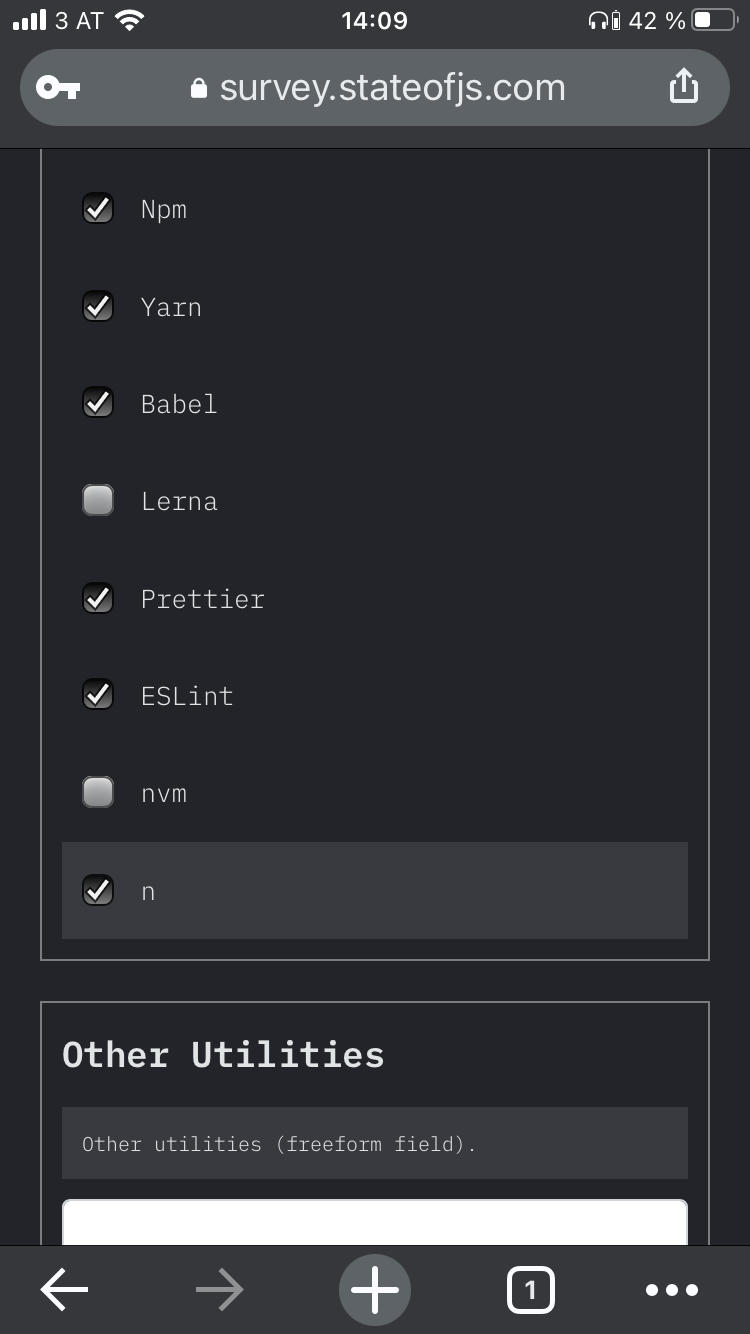 3 AT 14:09 42 %
survey.stateofjs.com
Npm
Yarn
Babel
Lerna
Prettier
ESLint
nvm
n
Other Utilities
Other utilities (freeform field).
1